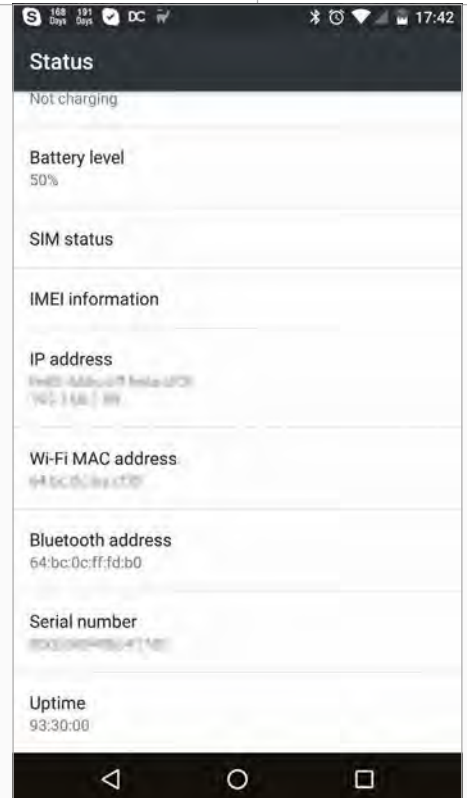 168 191 DC 17:42
Days Days
Status
Not charging
Battery level
50%
SIM status
IMEI information
IP address
Wi-Fi MAC address
Bluetooth address
64:bc:0c:ff:fd:b0
Serial number
Uptime
93:30:00